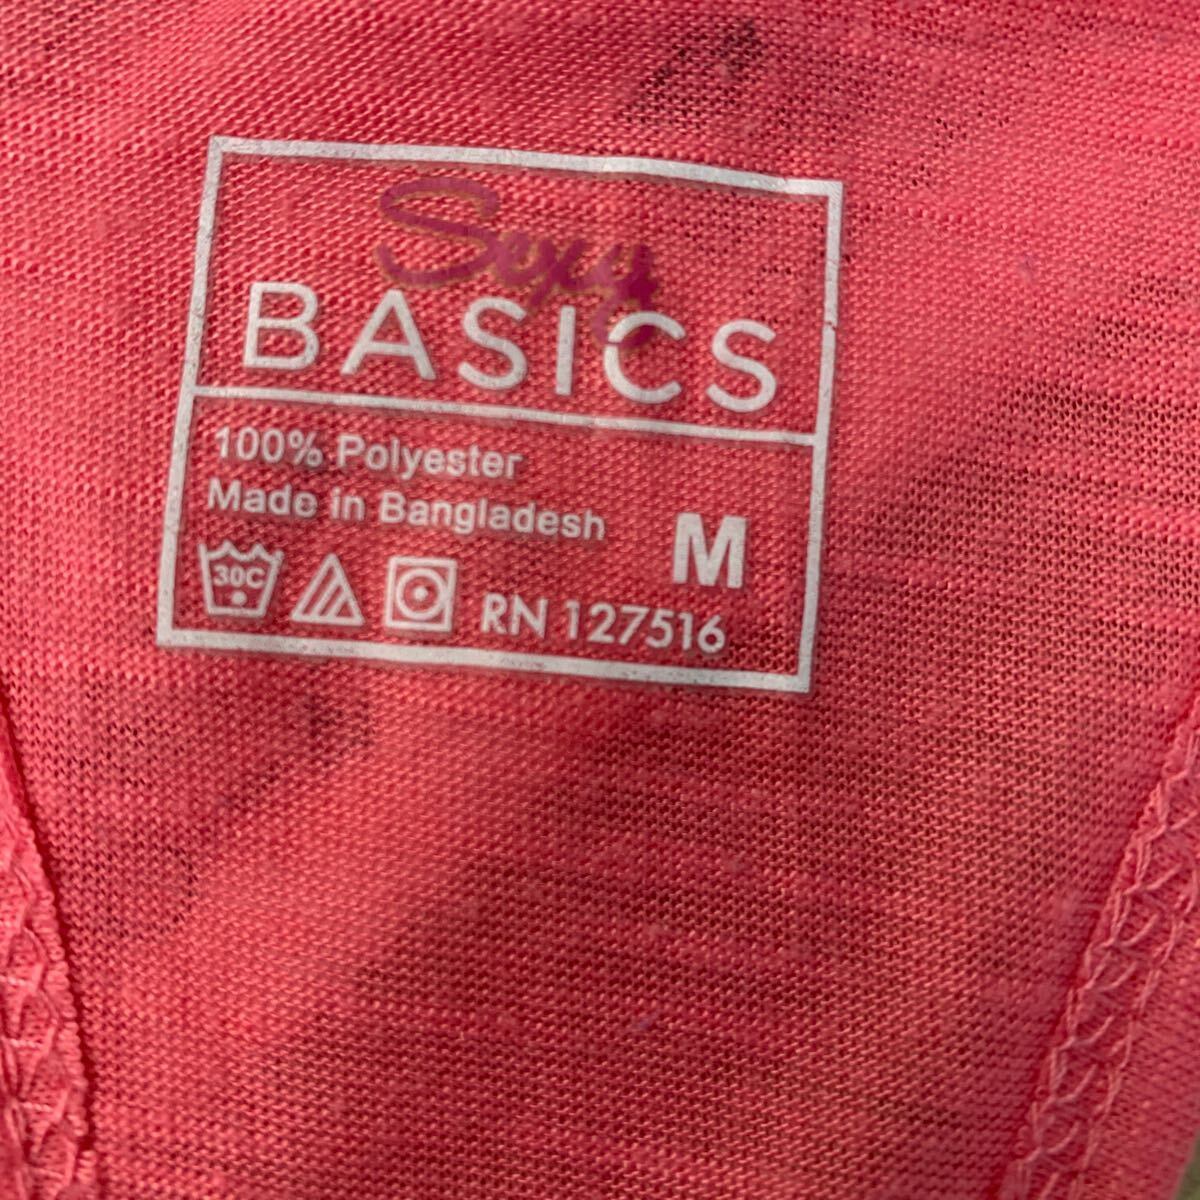 Sexy
BASICS
100% Polyester
Made in Bangladesh
M
30C
RN 127516